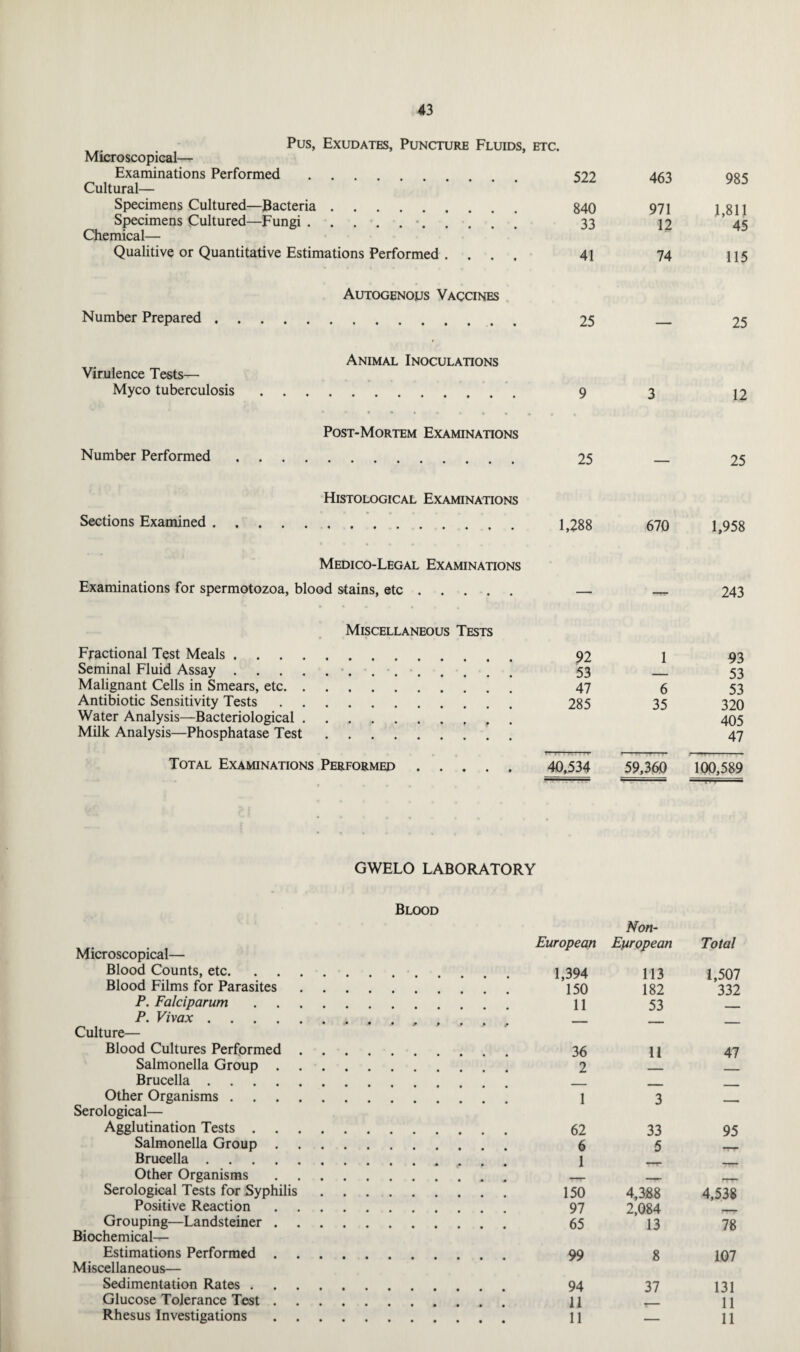 43
Pus, Exudates, Puncture Fluids, etc.
Microscopical—
Examinations Performed . . . . . . . . . . 522 463 985
Cultural—
Specimens Cultured—Bacteria . . . . . . . . . 840 971 1,811
Specimens Cultured—Fungi . . . . . . . . . . 33 12 45
Chemical—
Qualitive or Quantitative Estimations Performed . . . . 41 74 115
Autogenous Vaccines
Number Prepared . . . . . . . . . . . . . . 25 — 25
Animal Inoculations
Virulence Tests—
Myco tuberculosis . . . . . . . . . . . . 9 3 12
Post-Mortem Examinations
Number Performed . . . . . . . . . . . . . 25 — 25
Histological Examinations
Sections Examined . . . . . . . . . . . . . . 1,288 670 1,958
Medico-Legal Examinations
Examinations for spermotozoa, blood stains, etc . . . . . — — 243
Miscellaneous Tests
Fractional Test Meals . . . . . . . . . . . . . 92 1 93
Seminal Fluid Assay . . . . . . . . . . . . . 53 — 53
Malignant Cells in Smears, etc. . . . . . . . . . . 47 6 53
Antibiotic Sensitivity Tests . . . . . . . . . . . 285 35 320
Water Analysis—Bacteriological . . . . . . . . . . 405
Milk Analysis—Phosphatase Test . . . . . . . . . 47
Total Examinations Performed . . . . . 40,534 59,360 100,589
GWELO LABORATORY
Blood
Non-
European European Total
Microscopical—
Blood Counts, etc. . . . . . . . . . . . . 1,394 113 1,507
Blood Films for Parasites . . . . . . . . . . 150 182 332
P. Falciparum . . . . . . . . . . . . 11 53 —
P. Vivax . . . . . . . . . . . . . . — — —
Culture—
Blood Cultures Performed . . . . . . . . . . 36 11 47
Salmonella Group . . . . . . . . . . . 2 — —
Brucella . . . . . . . . . . . . . . — — —
Other Organisms . . . . . . . . . . . . . 1 3 —
Serological—
Agglutination Tests . . . . . . . . . . . . 62 33 95
Salmonella Group . . . . . . . . . . . 6 5 —
Brucella . . . . . . . . . . . . . . 1 — —
Other Organisms . . . . . . . . . . . — — —
Serological Tests for Syphilis . . . . . . . . . 150 4,388 4,538
Positive Reaction . . . . . . . . . . . 97 2,084 —
Grouping—Landsteiner . . . . . . . . . . . 65 13 78
Biochemical—
Estimations Performed . . . . . . . . . . . 99 8 107
Miscellaneous—
Sedimentation Rates . . . . . . . . . . . . 94 37 131
Glucose Tolerance Test . . . . . . . . . . . 11 — 11
Rhesus Investigations . . . . . . . . . . . 11 — 11